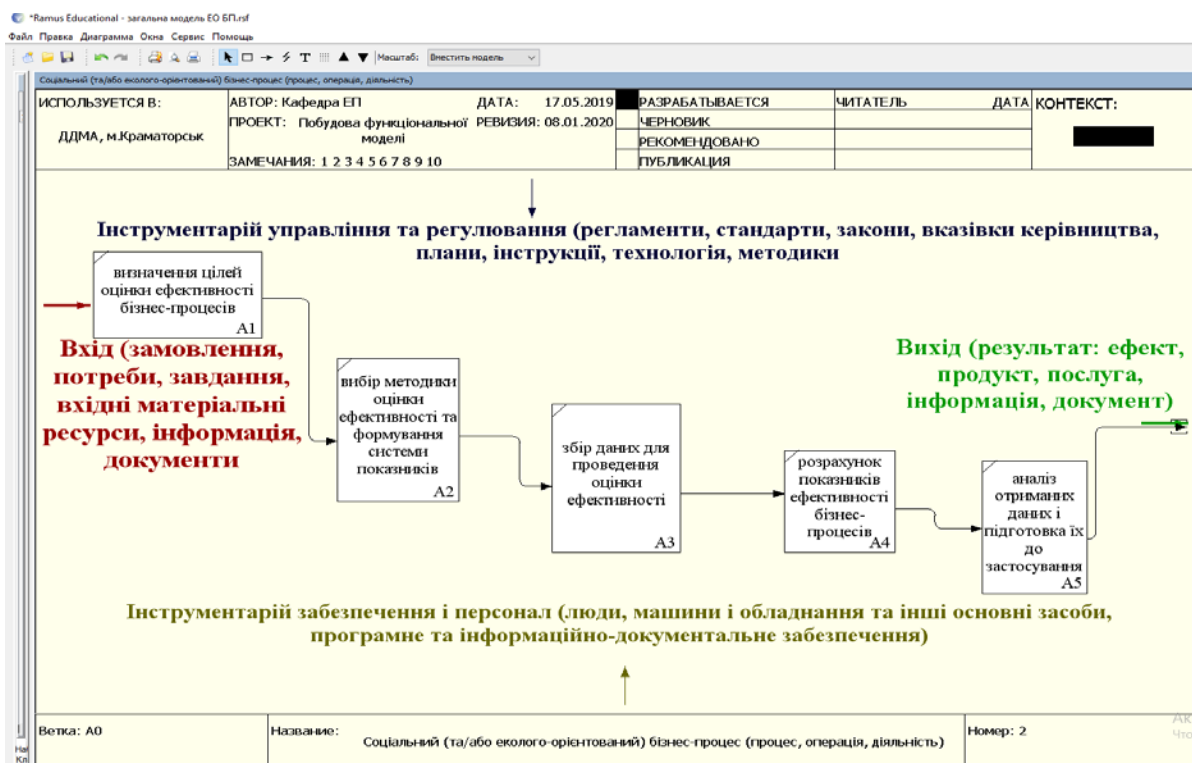 *Ramus Educational - загальна модель ЕО БП.rsf
Файл Правка Диаграмма Окна Сервис Помощь
Масштаб: Вместить модель
Соціальний (та/або еколого-орієнтований) бізнес-процес (процес, операція, діяльність)
ИСПОЛЬЗУЕТСЯ В:
ДДМА, м.Краматорськ
АВТОР: Кафедра ЕП
ДАТА: 17.05.2019
ПРОЕКТ: Побудова функціональної
моделі
РЕВИЗИЯ: 08.01.2020
ЗАМЕЧАНИЯ: 1 2 3 4 5 6 7 8 9 10
РАЗРАБАТЫВАЕТСЯ
ЧЕРНОВИК
РЕКОМЕНДОВАНО
ПУБЛИКАЦИЯ
ЧИТАТЕЛЬ
ДАТА
КОНТЕКСТ:
Інструментарій управління та регулювання (регламенти, стандарти, закони, вказівки керівництва,
плани, інструкції, технологія, методики
визначення цілей
оцінки ефективності
бізнес-процесів
A1
Вхід (замовлення,
потреби, завдання,
вхідні матеріальні
ресурси, інформація,
документи
вибір методики
оцінки
ефективності та
формування
системи
показників
A2
збір даних для
проведення
оцінки
ефективності
A3
розрахунок
показників
ефективності
бізнес-
процесів
A4
Вихід (результат: ефект,
продукт, послуга,
інформація, документ)
аналіз
отриманих
даних і
підготовка їх
до
застосування
A5
Інструментарій забезпечення і персонал (люди, машини і обладнання та інші основні засоби,
програмне та інформаційно-документальне забезпечення)
Ветка: A0
Название:
Соціальний (та/або еколого-орієнтований) бізнес-процес (процес, операція, діяльність)
Номер: 2